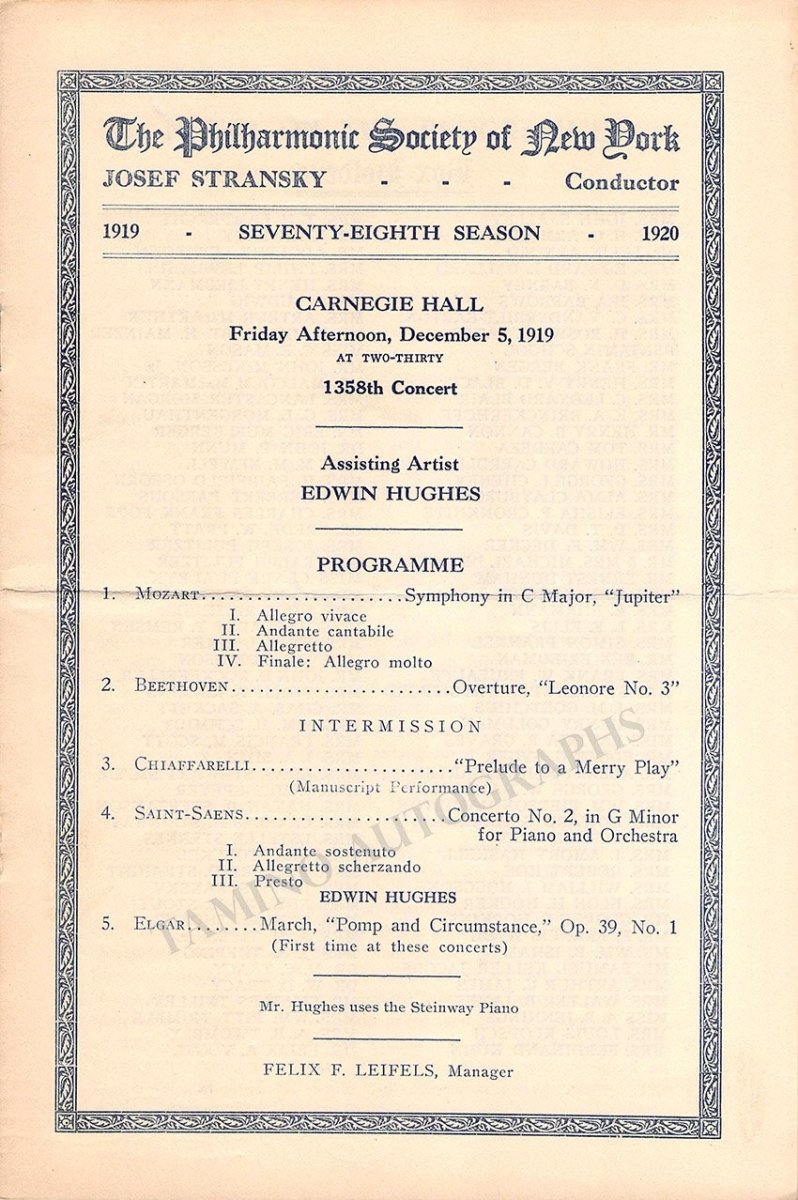 The Philharmonic Society of New York
JOSEF STRANSKY - - - Conductor
1919 - SEVENTY-EIGHTH SEASON - 1920
CARNEGIE HALL
Friday Afternoon, December 5, 1919
AT TWO-THIRTY
1358th Concert
Assisting Artist
EDWIN HUGHES
PROGRAMME
1. MOZART......................Symphony in C Major, "Jupiter"
I. Allegro vivace
II. Andante cantabile
III. Allegretto
IV. Finale: Allegro molto
2. BEETHOVEN........................Overture, "Leonore No. 3"
INTERMISSION
3. CHIAFFARELLI......................"Prelude to a Merry Play"
(Manuscript Performance)
4. SAINT-SAENS.....................Concerto No. 2, in G Minor
for Piano and Orchestra
I. Andante sostenuto
II. Allegretto scherzando
III. Presto
EDWIN HUGHES
5. ELGAR........March, "Pomp and Circumstance," Op. 39, No. 1
(First time at these concerts)
Mr. Hughes uses the Steinway Piano
FELIX F. LEIFELS, Manager
TAMINO AUTOGRAPHS